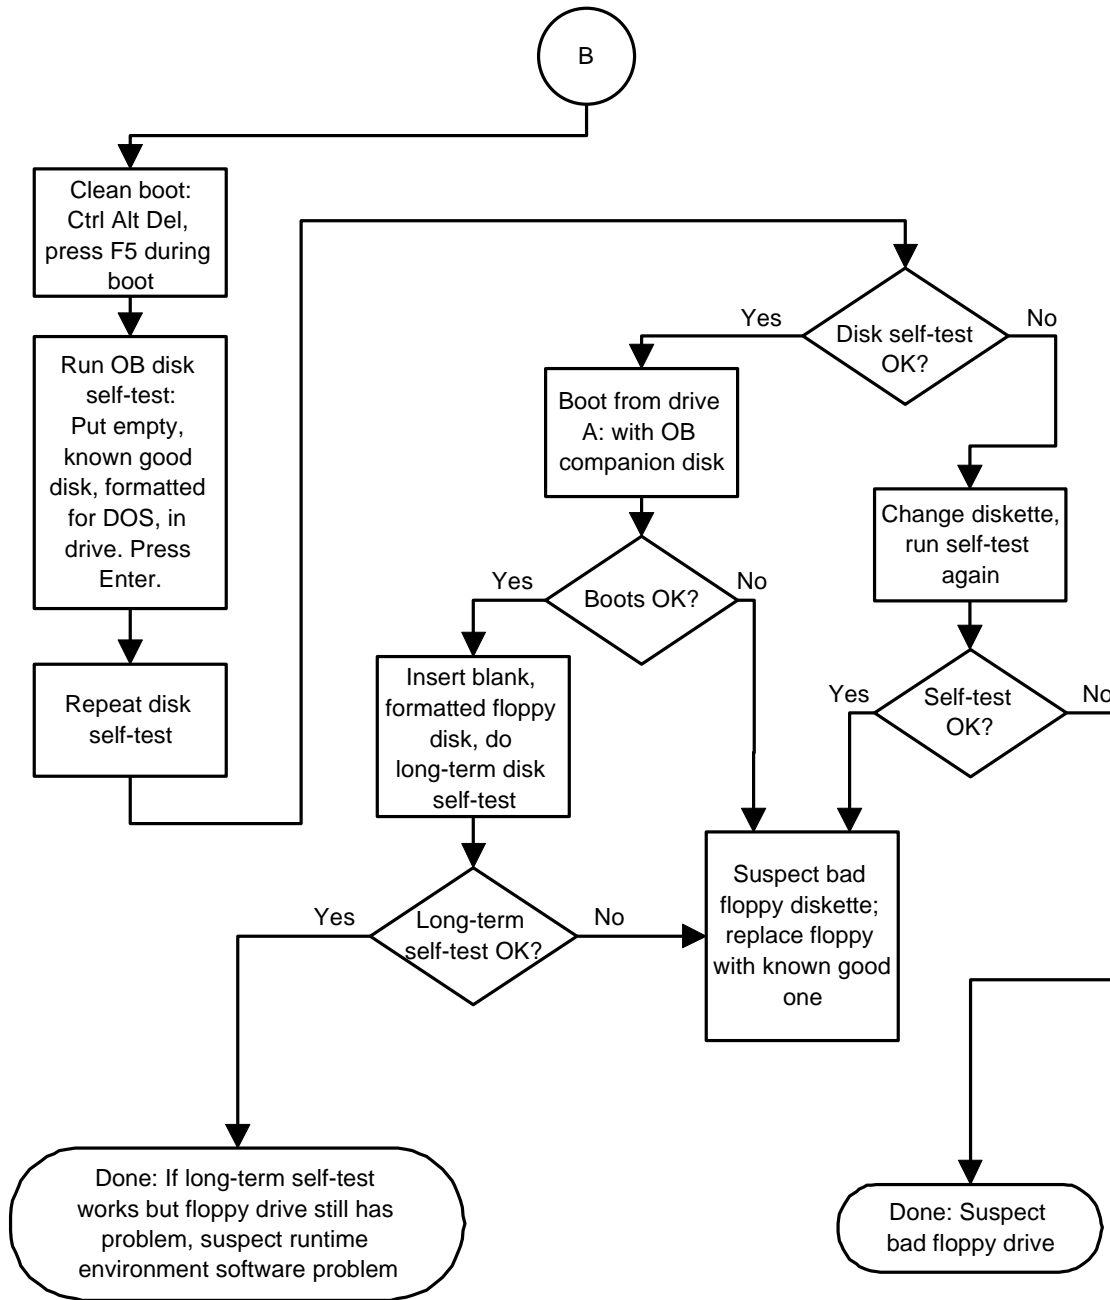 B
Clean boot:
Ctrl Alt Del,
press F5 during
boot
Run OB disk
self-test:
Put empty,
known good
disk, formatted
for DOS, in
drive. Press
Enter.
Repeat disk
self-test
Disk self-test
OK?
Yes
No
Boot from drive
A: with OB
companion disk
Change diskette,
run self-test
again
Boots OK?
Yes
No
Self-test
OK?
Yes
No
Insert blank,
formatted floppy
disk, do
long-term disk
self-test
Long-term
self-test OK?
Yes
No
Suspect bad
floppy diskette;
replace floppy
with known good
one
Done: If long-term self-test
works but floppy drive still has
problem, suspect runtime
environment software problem
Done: Suspect
bad floppy drive